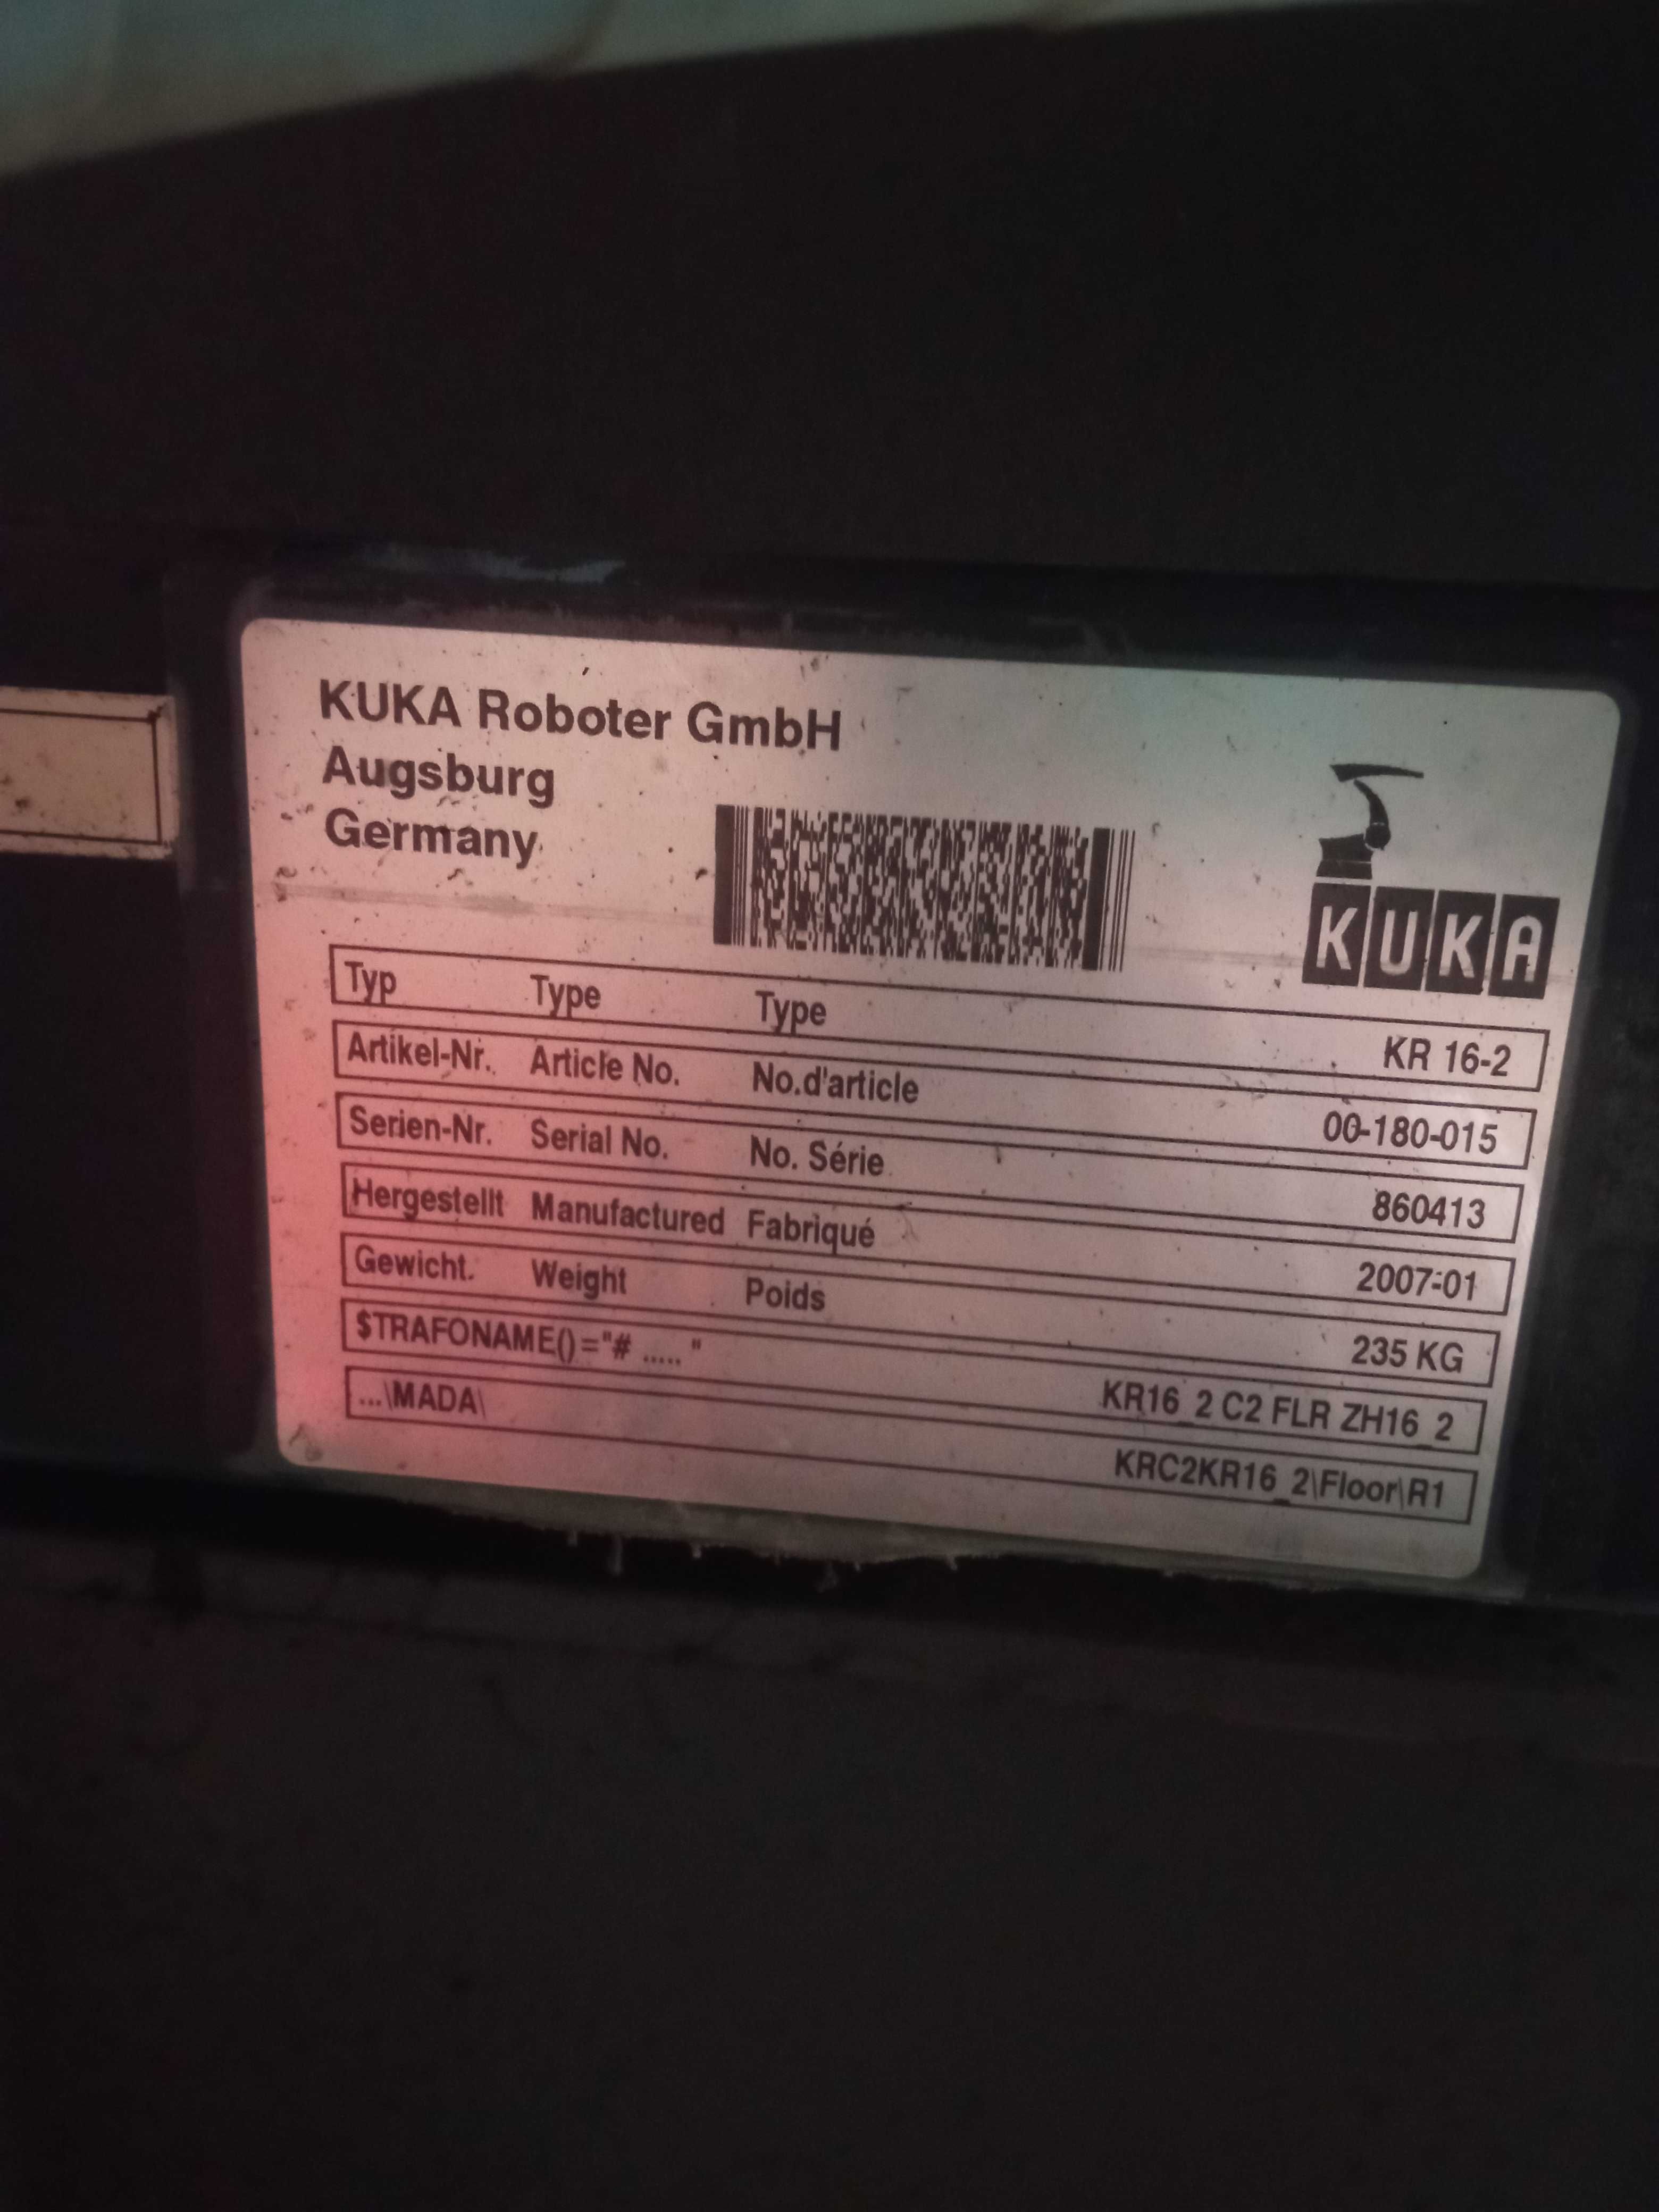 KUKA Roboter GmbH
Augsburg
Germany
KUKA
Typ Type Type KR 16-2
Artikel-Nr. Article No. No.d'article 00-180-015
Serien-Nr. Serial No. No. Série 860413
Hergestellt Manufactured Fabriqué 2007-01
Gewicht. Weight Poids 235 KG
$TRAFONAME()="# ..... " KR16_2 C2 FLR ZH16_2
...\MADA\ KRC2KR16_2\Floor\R1